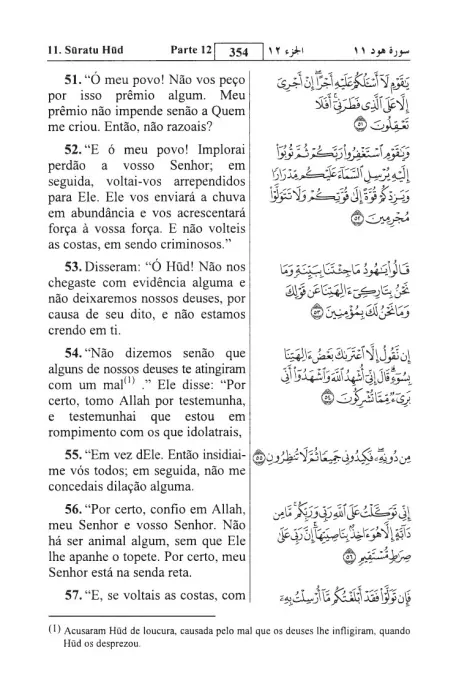 11. Sūratu Hūd Parte 12 354 الجزء ١٢ سورة هود ١١
51. “Ó meu povo! Não vos peço
por isso prêmio algum. Meu
prêmio não impende senão a Quem
me criou. Então, não razoais?
يَٰقَوْمِ لَآ أَسْـَٔلُكُمْ عَلَيْهِ أَجْرًا إِنْ أَجْرِىَ
إِلَّا عَلَى ٱلَّذِى فَطَرَنِىٓ أَفَلَا
تَعْقِلُونَ ٥١
52. “E ó meu povo! Implorai
perdão a vosso Senhor; em
seguida, voltai-vos arrependidos
para Ele. Ele vos enviará a chuva
em abundância e vos acrescentará
força à vossa força. E não volteis
as costas, em sendo criminosos.”
وَيَٰقَوْمِ ٱسْتَغْفِرُوا۟ رَبَّكُمْ ثُمَّ تُوبُوٓا۟
إِلَيْهِ يُرْسِلِ ٱلسَّمَآءَ عَلَيْكُم مِّدْرَارًا
وَيَزِدْكُمْ قُوَّةً إِلَىٰ قُوَّتِكُمْ وَلَا تَتَوَلَّوْا۟
مُجْرِمِينَ ٥٢
53. Disseram: “Ó Hūd! Não nos
chegaste com evidência alguma e
não deixaremos nossos deuses, por
causa de seu dito, e não estamos
crendo em ti.
قَالُوا۟ يَٰهُودُ مَا جِئْتَنَا بِبَيِّنَةٍ وَمَا
نَحْنُ بِتَارِكِىٓ ءَالِهَتِنَا عَن قَوْلِكَ
وَمَا نَحْنُ لَكَ بِمُؤْمِنِينَ ٥٣
54. “Não dizemos senão que
alguns de nossos deuses te atingiram
com um mal(1) .” Ele disse: “Por
certo, tomo Allah por testemunha,
e testemunhai que estou em
rompimento com os que idolatrais,
إِن نَّقُولُ إِلَّا ٱعْتَرَىٰكَ بَعْضُ ءَالِهَتِنَا
بِسُوٓءٍ قَالَ إِنِّىٓ أُشْهِدُ ٱللَّهَ وَٱشْهَدُوٓا۟ أَنِّى
بَرِىٓءٌ مِّمَّا تُشْرِكُونَ ٥٤
55. “Em vez dEle. Então insidiai-
me vós todos; em seguida, não me
concedais dilação alguma.
مِن دُونِهِۦ فَكِيدُونِى جَمِيعًا ثُمَّ لَا تُنظِرُونِ ٥٥
56. “Por certo, confio em Allah,
meu Senhor e vosso Senhor. Não
há ser animal algum, sem que Ele
lhe apanhe o topete. Por certo, meu
Senhor está na senda reta.
إِنِّى تَوَكَّلْتُ عَلَى ٱللَّهِ رَبِّى وَرَبِّكُم مَّا مِن
دَآبَّةٍ إِلَّا هُوَ ءَاخِذٌۢ بِنَاصِيَتِهَآ إِنَّ رَبِّى عَلَىٰ
صِرَٰطٍ مُّسْتَقِيمٍ ٥٦
57. “E, se voltais as costas, com
فَإِن تَوَلَّوْا۟ فَقَدْ أَبْلَغْتُكُم مَّآ أُرْسِلْتُ بِهِۦٓ
(1) Acusaram Hūd de loucura, causada pelo mal que os deuses lhe infligiram, quando
Hūd os desprezou.